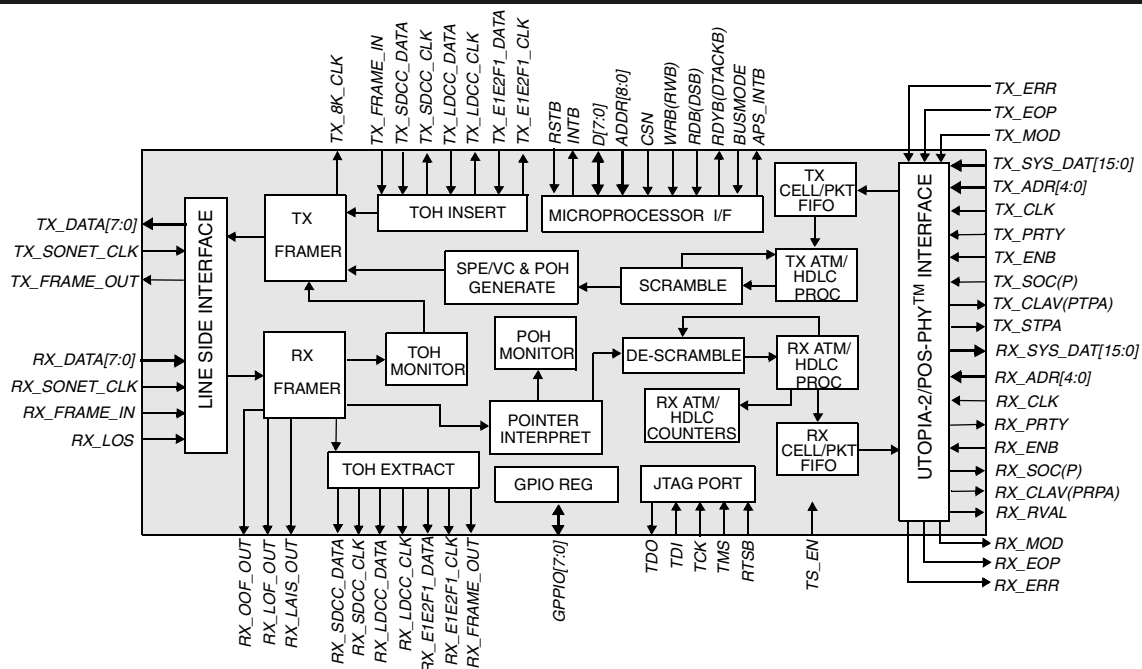 TX_8K_CLK
TX_FRAME_IN
TX_SDCC_DATA
TX_SDCC_CLK
TX_LDCC_DATA
TX_LDCC_CLK
TX_E1E2F1_DATA
TX_E1E2F1_CLK
RSTB
INTB
D[7:0]
ADDR[8:0]
CSN
WRB(RWB)
RDB(DSB)
RDYB(DTACKB)
BUSMODE
APS_INTB
TX_ERR
TX_EOP
TX_MOD
TX_SYS_DAT[15:0]
TX_ADR[4:0]
TX_CLK
TX_PRTY
TX_ENB
TX_SOC(P)
TX_CLAV(PTPA)
TX_STPA
RX_SYS_DAT[15:0]
RX_ADR[4:0]
RX_CLK
RX_PRTY
RX_ENB
RX_SOC(P)
RX_CLAV(PRPA)
RX_RVAL
RX_MOD
RX_EOP
RX_ERR
TX_DATA[7:0]
TX_SONET_CLK
TX_FRAME_OUT
RX_DATA[7:0]
RX_SONET_CLK
RX_FRAME_IN
RX_LOS
LINE SIDE INTERFACE
TX
FRAMER
TOH INSERT
MICROPROCESSOR I/F
TX
CELL/PKT
FIFO
SPE/VC & POH
GENERATE
SCRAMBLE
TX ATM/
HDLC
PROC
UTOPIA-2/POS-PHY™ INTERFACE
RX
FRAMER
TOH
MONITOR
POH
MONITOR
DE-SCRAMBLE
RX ATM/
HDLC
PROC
POINTER
INTERPRET
RX ATM/
HDLC
COUNTERS
RX
CELL/PKT
FIFO
TOH EXTRACT
GPIO REG
JTAG PORT
RX_OOF_OUT
RX_LOF_OUT
RX_LAIS_OUT
RX_SDCC_DATA
RX_SDCC_CLK
RX_LDCC_DATA
RX_LDCC_CLK
RX_E1E2F1_DATA
RX_E1E2F1_CLK
RX_FRAME_OUT
GPPIO[7:0]
TDO
TDI
TCK
TMS
RTSB
TS_EN